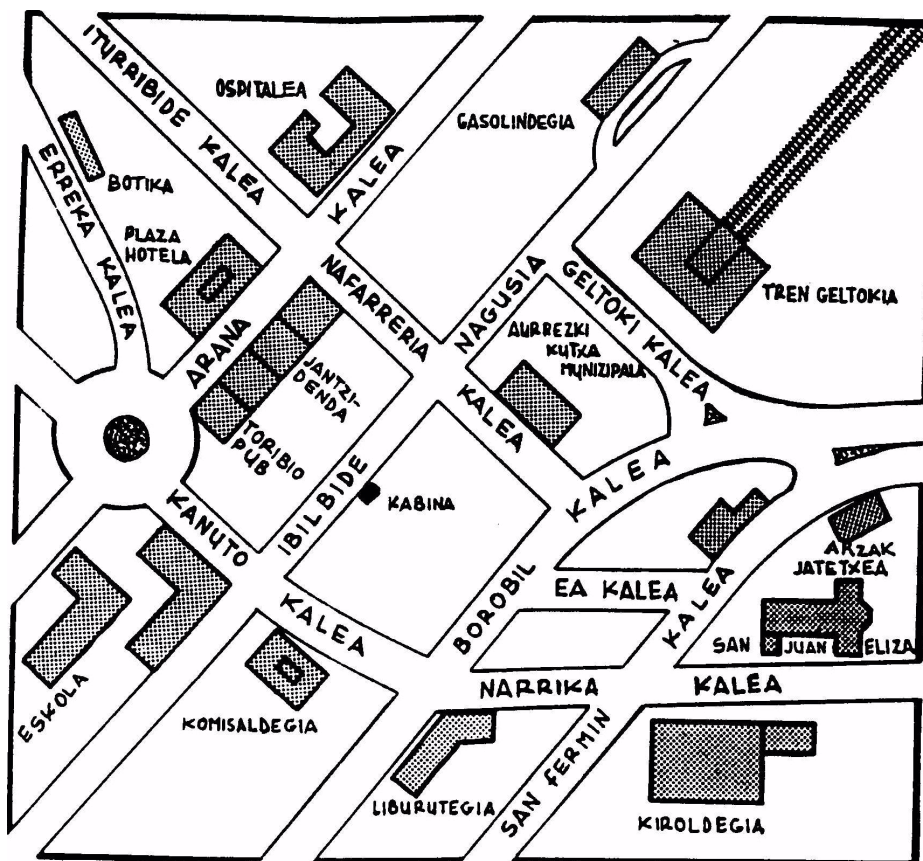 ITURRIBIDE KALEA
OSPITALEA
KALEA
GASOLINDEGIA
ERREKA KALEA
BOTIKA
PLAZA
HOTELA
ARANA
NAFARRERIA
NAGUSIA
GELTOKI KALEA
TREN GELTOKIA
AURREZKI
KUTXA
MUNIZIPALA
JANTZI-
DENDA
TORIBIO
PUB
KALEA
KALEA
IBILBIDE
KABINA
KANUTO
KALEA
BOROBIL
EA KALEA
KALEA
ARZAK
JATETXEA
SAN JUAN ELIZA
ESKOLA
KOMISALDEGIA
NARRIKA KALEA
LIBURUTEGIA
SAN FERMIN
KIROLDEGIA